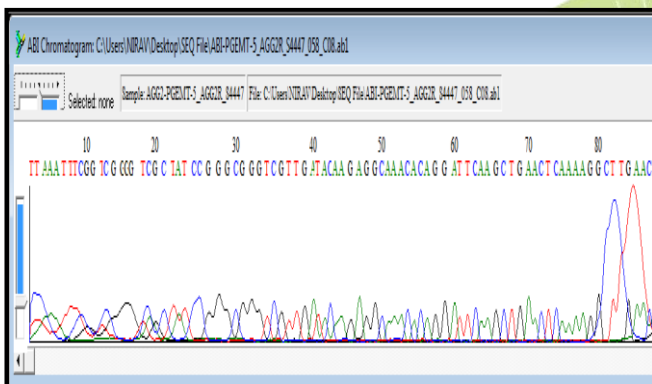 ABI Chromatogram: C:\Users\NIRAV\Desktop\SEQ File\ABI-PGEMT-5_AGG2R_S4447_058_C08.ab1
Selected: none Sample: AGG2-PGEMT-5_AGG2R_S4447 File: C:\Users\NIRAV\Desktop\SEQ File\ABI-PGEMT-5_AGG2R_S4447_058_C08.ab1
10 20 30 40 50 60 70 80
TTAAATTTCGGTCGCCGTCGCTATCCGGGCGGGTCGTTGATACAAGAGGCAAACACAGGATTCAAGCTGAACTCAAAAGGCTTGAAC